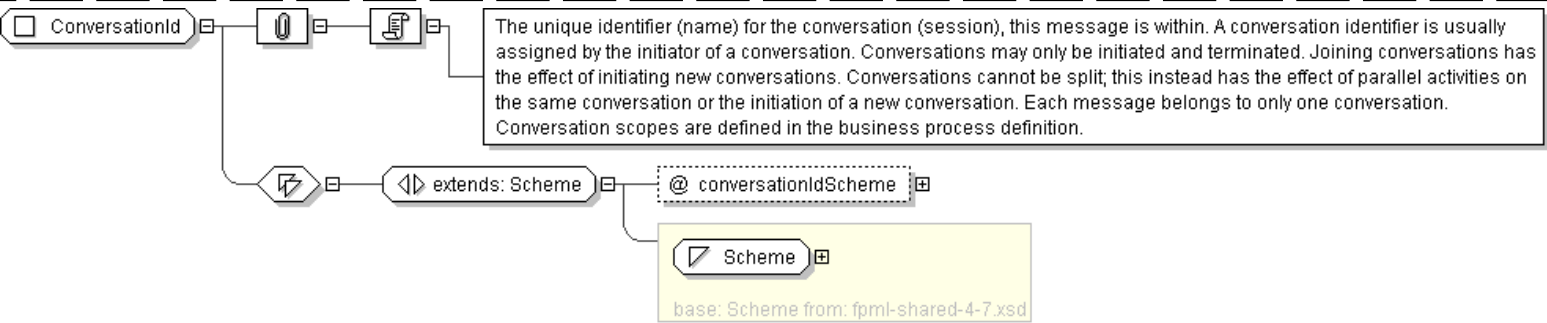 ConversationId
The unique identifier (name) for the conversation (session), this message is within. A conversation identifier is usually
assigned by the initiator of a conversation. Conversations may only be initiated and terminated. Joining conversations has
the effect of initiating new conversations. Conversations cannot be split; this instead has the effect of parallel activities on
the same conversation or the initiation of a new conversation. Each message belongs to only one conversation.
Conversation scopes are defined in the business process definition.
extends: Scheme
@ conversationIdScheme
Scheme
base: Scheme from: fpml-shared-4-7.xsd